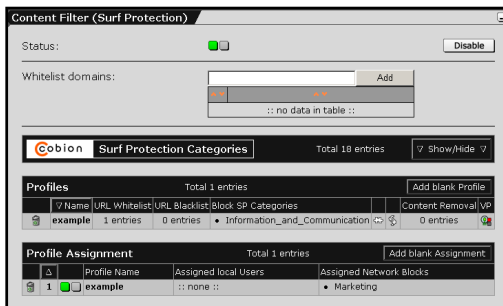 Content Filter (Surf Protection)
Status: Disable
Whitelist domains: Add
:: no data in table ::
cobion Surf Protection Categories Total 18 entries ▽ Show/Hide ▽
Profiles Total 1 entries Add blank Profile
▽ Name URL Whitelist URL Blacklist Block SP Categories Content Removal VP
example 1 entries 0 entries • Information_and_Communication 0 entries
Profile Assignment Total 1 entries Add blank Assignment
Δ Profile Name Assigned local Users Assigned Network Blocks
1 example :: none :: • Marketing